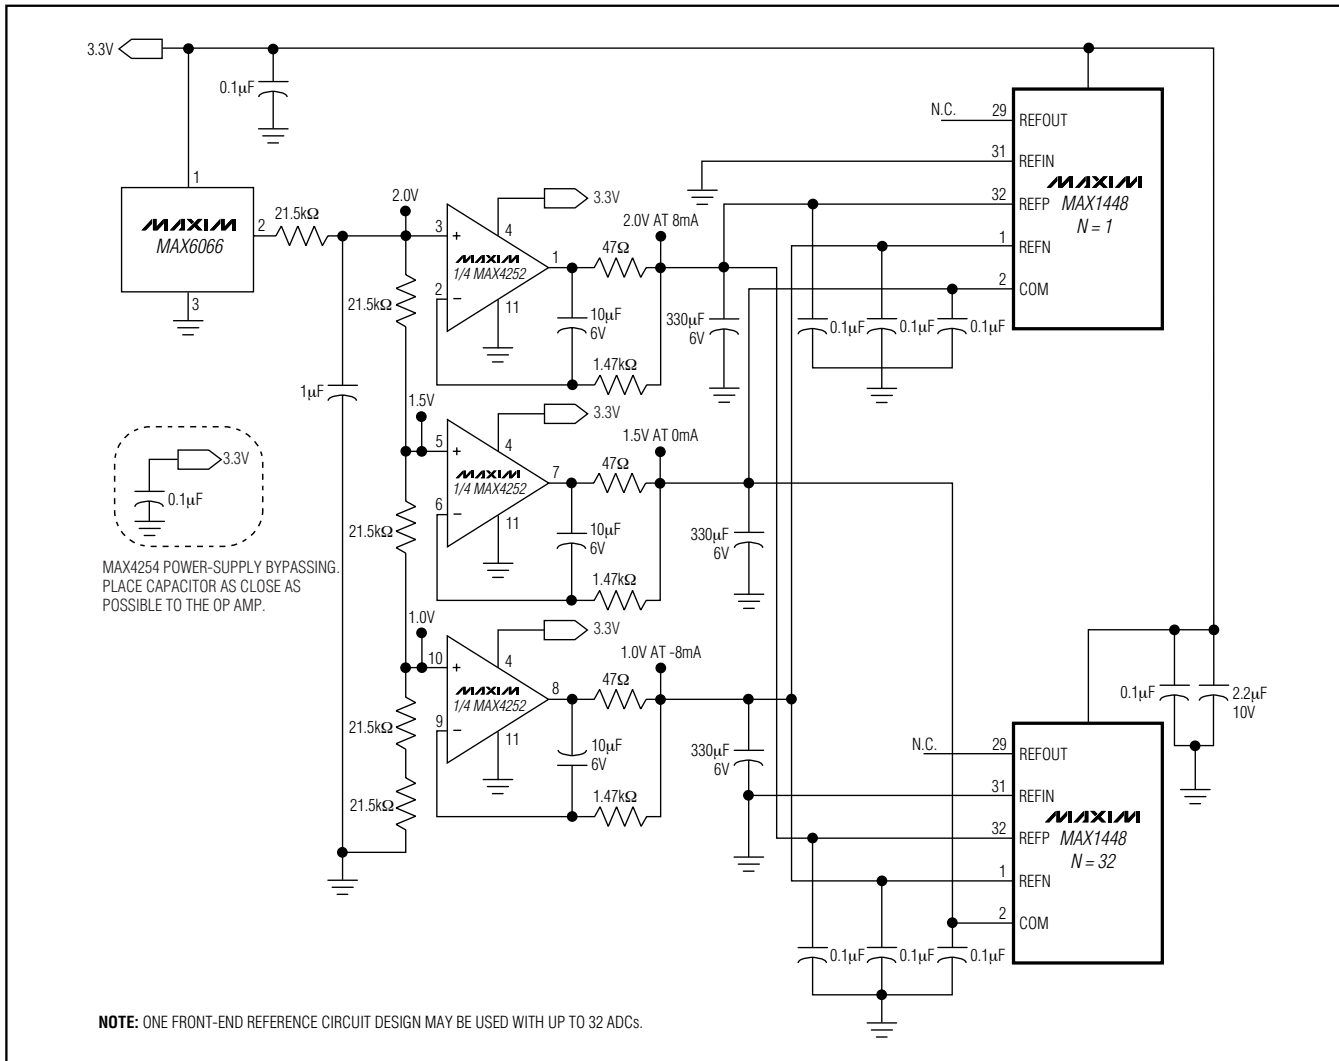 3.3V
0.1µF
N.C.
29
REFOUT
31
REFIN
32
REFP
1
REFN
2
COM
MAXIM
MAX1448
N = 1
1
MAXIM
MAX6066
2
3
21.5kΩ
2.0V
3
+
4
3.3V
MAXIM
1/4 MAX4252
1
2
−
11
47Ω
2.0V AT 8mA
10µF
6V
1.47kΩ
330µF
6V
0.1µF
0.1µF
0.1µF
21.5kΩ
1µF
1.5V
5
+
4
3.3V
MAXIM
1/4 MAX4252
7
6
−
11
47Ω
1.5V AT 0mA
10µF
6V
1.47kΩ
330µF
6V
3.3V
0.1µF
MAX4254 POWER-SUPPLY BYPASSING.
PLACE CAPACITOR AS CLOSE AS
POSSIBLE TO THE OP AMP.
21.5kΩ
1.0V
10
+
4
3.3V
MAXIM
1/4 MAX4252
8
9
−
11
47Ω
1.0V AT -8mA
10µF
6V
1.47kΩ
330µF
6V
21.5kΩ
21.5kΩ
0.1µF
2.2µF
10V
N.C.
29
REFOUT
31
REFIN
32
REFP
1
REFN
2
COM
MAXIM
MAX1448
N = 32
0.1µF
0.1µF
0.1µF
NOTE: ONE FRONT-END REFERENCE CIRCUIT DESIGN MAY BE USED WITH UP TO 32 ADCs.